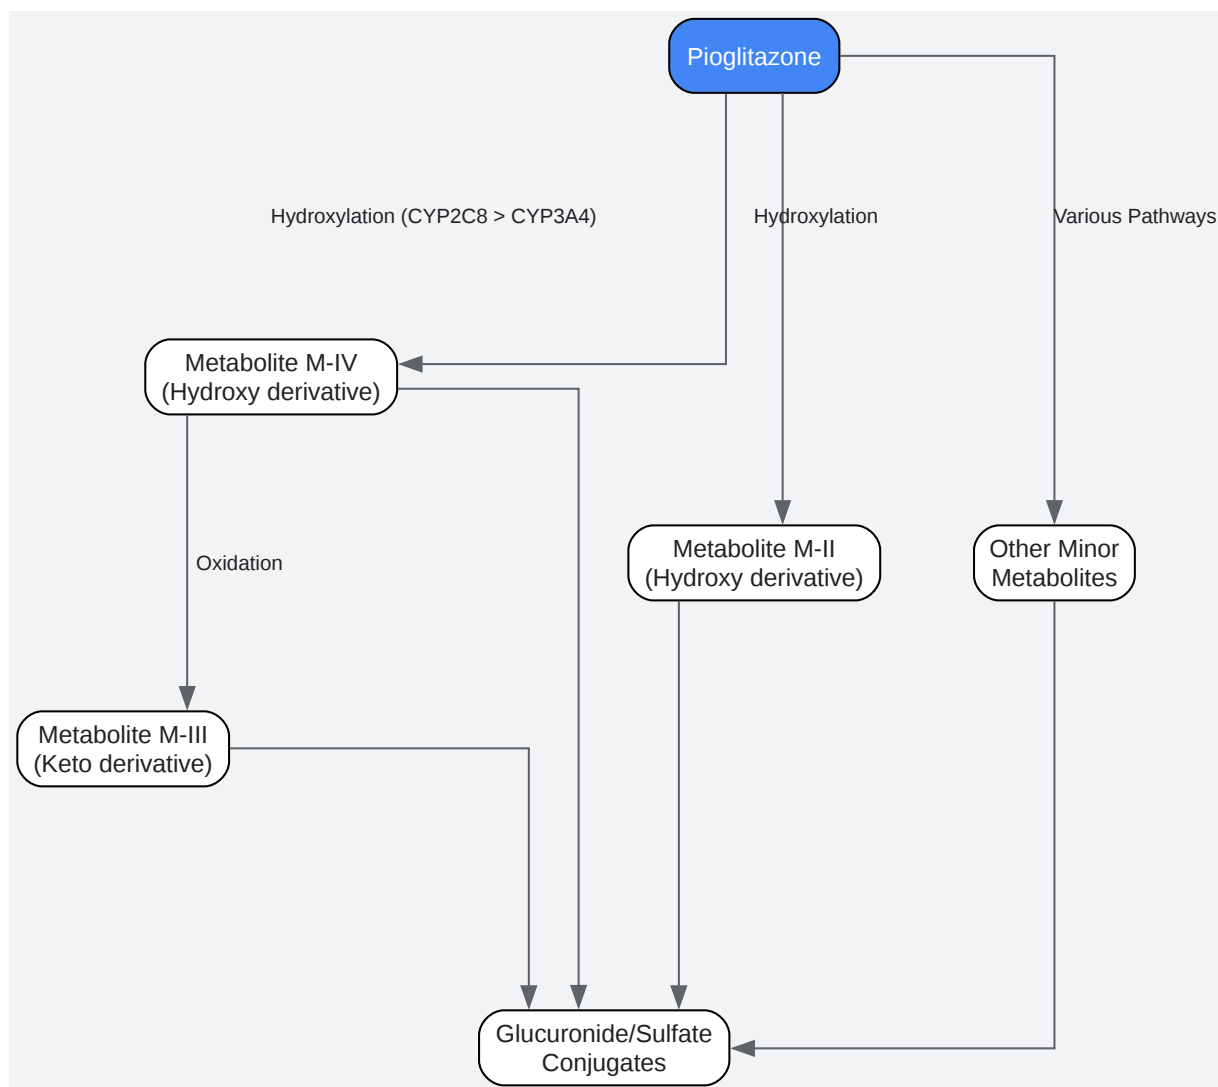 Pioglitazone
Hydroxylation (CYP2C8 > CYP3A4)
Hydroxylation
Various Pathways
Metabolite M-IV
(Hydroxy derivative)
Metabolite M-II
(Hydroxy derivative)
Other Minor
Metabolites
Oxidation
Metabolite M-III
(Keto derivative)
Glucuronide/Sulfate
Conjugates